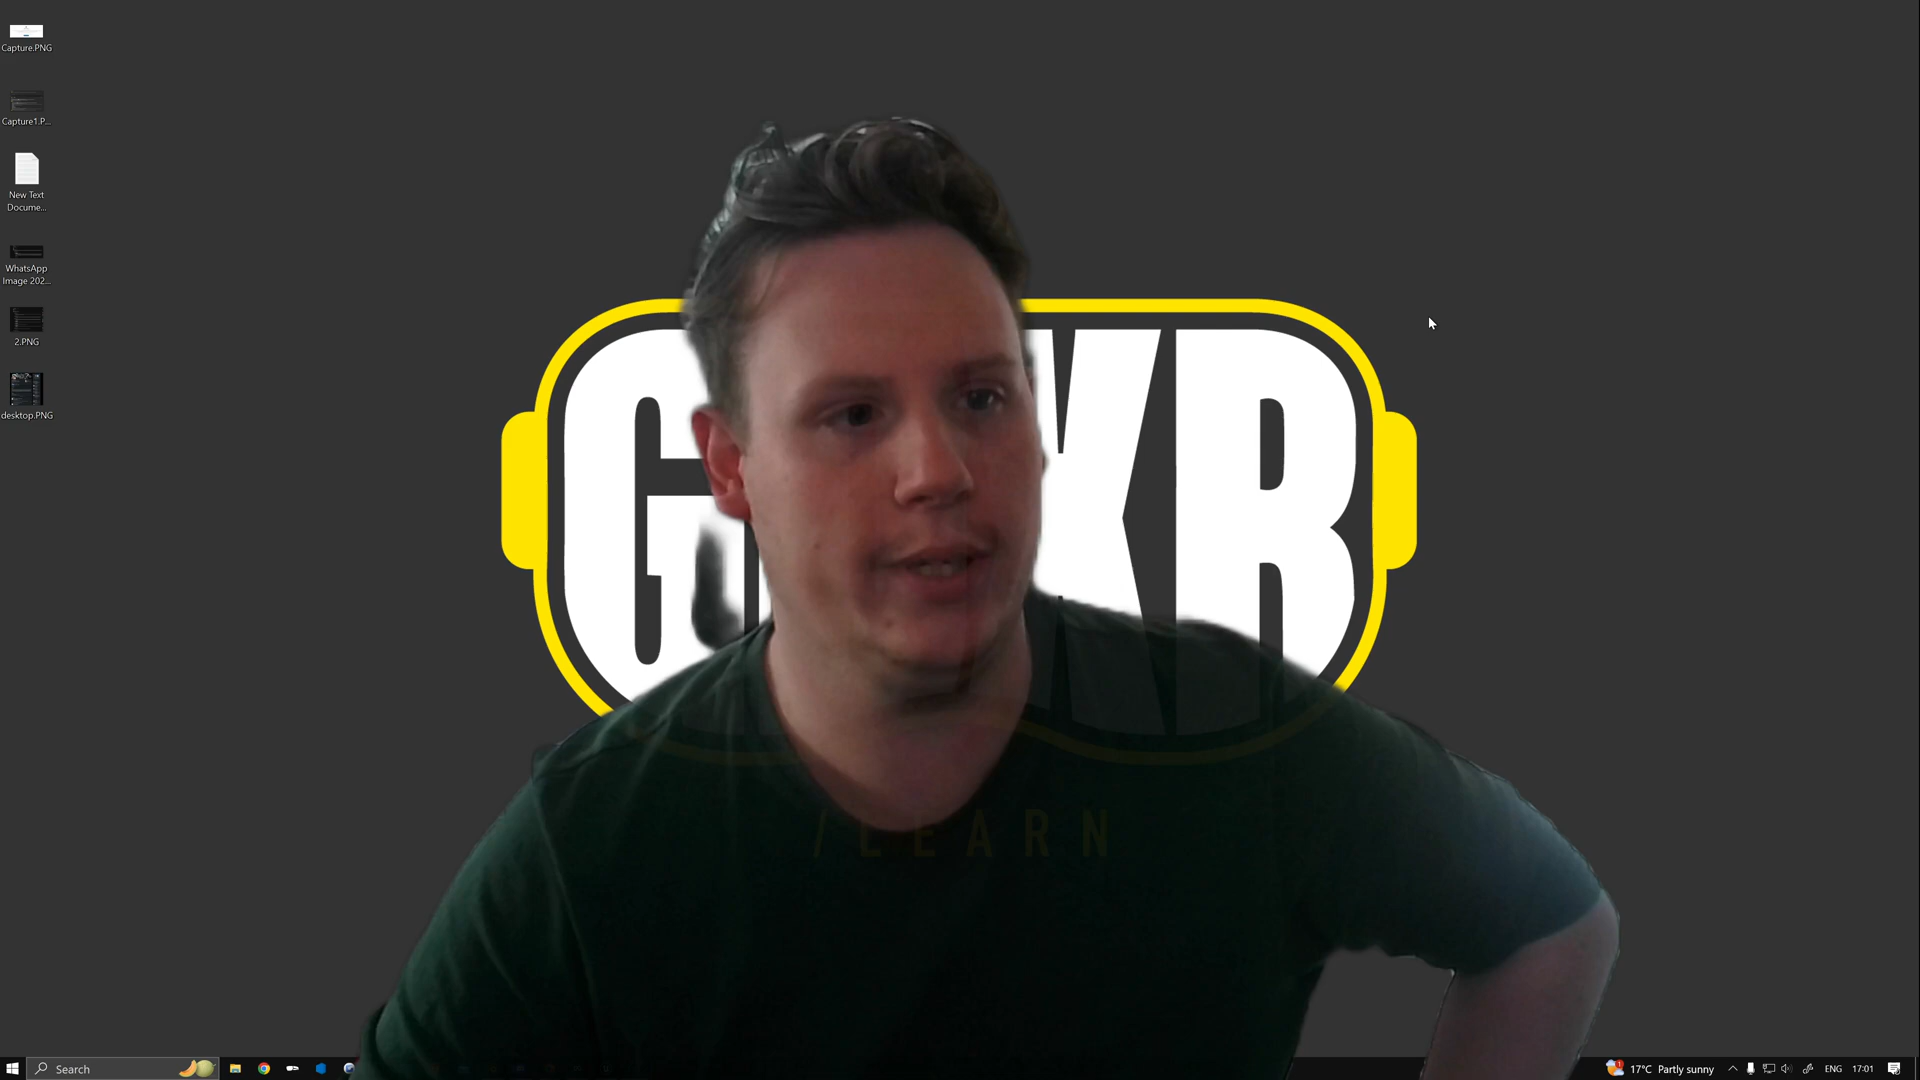 Capture.PNG
Capture1.P...
New Text
Docume...
WhatsApp
Image 202...
2.PNG
desktop.PNG
/LEARN
Search
17°C Partly sunny
ENG
17:01